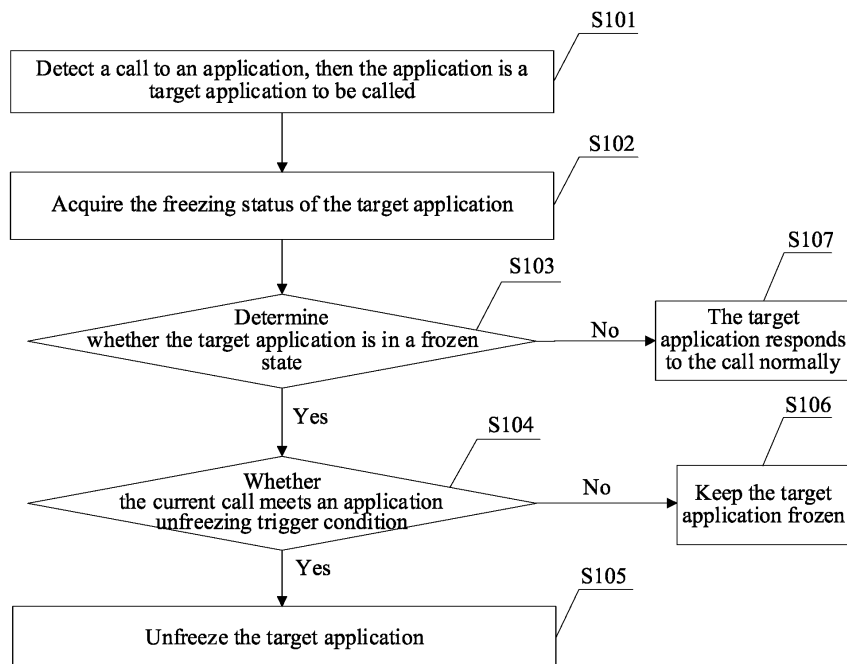 S101
Detect a call to an application, then the application is a
target application to be called
S102
Acquire the freezing status of the target application
S103
Determine
whether the target application is in a frozen
state
No
S107
The target
application responds
to the call normally
Yes
S104
Whether
the current call meets an application
unfreezing trigger condition
No
S106
Keep the target
application frozen
Yes
S105
Unfreeze the target application